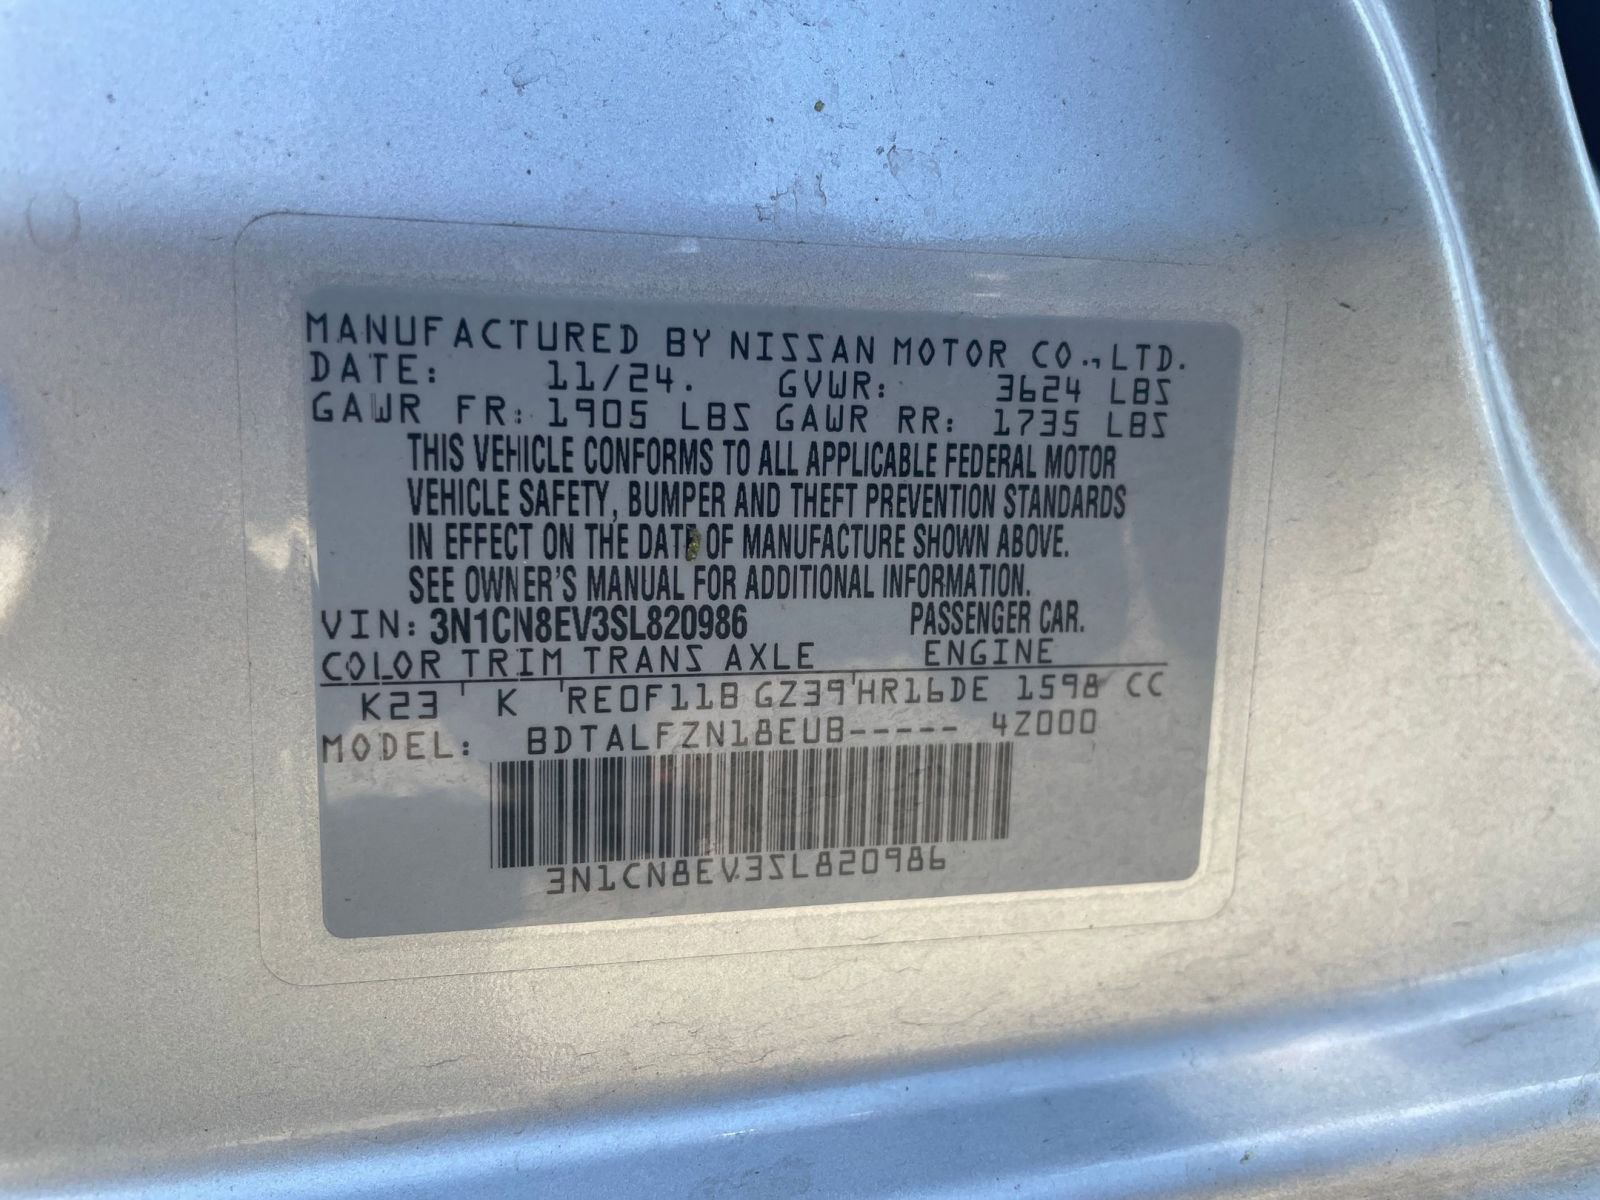 MANUFACTURED BY NISSAN MOTOR CO.,LTD.
DATE: 11/24. GVWR: 3624 LBS
GAWR FR: 1905 LBS GAWR RR: 1735 LBS
THIS VEHICLE CONFORMS TO ALL APPLICABLE FEDERAL MOTOR
VEHICLE SAFETY, BUMPER AND THEFT PREVENTION STANDARDS
IN EFFECT ON THE DATE OF MANUFACTURE SHOWN ABOVE.
SEE OWNER'S MANUAL FOR ADDITIONAL INFORMATION.
VIN: 3N1CN8EV3SL820986 PASSENGER CAR.
COLOR TRIM TRANS AXLE ENGINE
K23 K RE0F11B GZ39 HR16DE 1598 CC
MODEL: BDTALFZN18EUB----- 4Z000
3N1CN8EV3SL820986